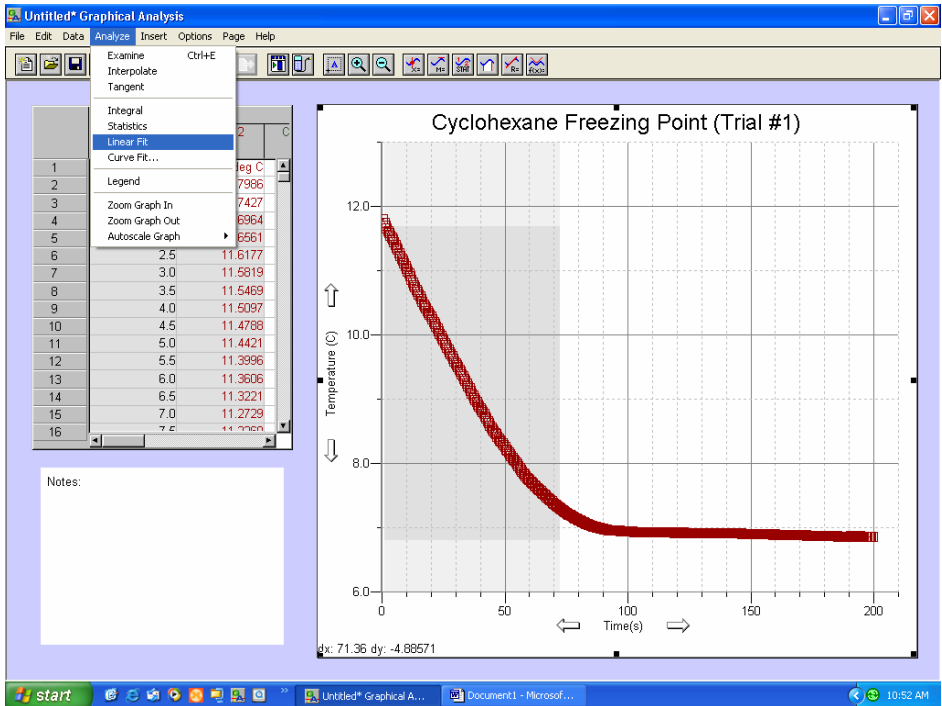 Untitled* Graphical Analysis
File Edit Data Analyze Insert Options Page Help
Examine Ctrl+E
Interpolate
Tangent
Integral
Statistics
Linear Fit
Curve Fit...
Legend
Zoom Graph In
Zoom Graph Out
Autoscale Graph
X= M= STAT R= f(x)=
2 C
1 deg C
2 7986
3 7427
4 6964
5 6561
6 2.5 11.6177
7 3.0 11.5819
8 3.5 11.5469
9 4.0 11.5097
10 4.5 11.4788
11 5.0 11.4421
12 5.5 11.3996
13 6.0 11.3606
14 6.5 11.3221
15 7.0 11.2729
16 7.5
Notes:
Cyclohexane Freezing Point (Trial #1)
12.0
10.0
8.0
6.0
Temperature (C)
0 50 100 150 200
Time(s)
dx: 71.36 dy: -4.88571
start
Untitled* Graphical A...
Document1 - Microsof...
10:52 AM